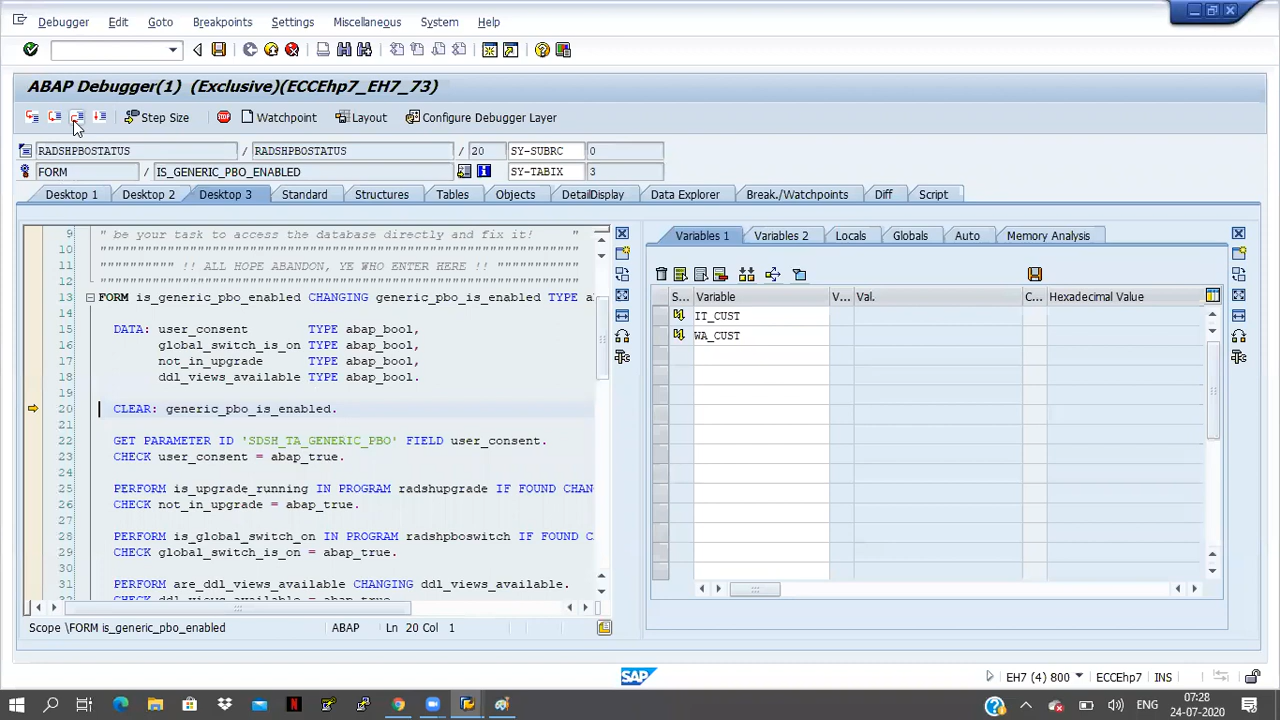 Debugger Edit Goto Breakpoints Settings Miscellaneous System Help
ABAP Debugger(1) (Exclusive)(ECCEhp7_EH7_73)
Step Size Watchpoint Layout Configure Debugger Layer
RADSHPBOSTATUS / RADSHPBOSTATUS / 20 SY-SUBRC 0
FORM / IS_GENERIC_PBO_ENABLED SY-TABIX 3
Desktop 1 Desktop 2 Desktop 3 Standard Structures Tables Objects DetailDisplay Data Explorer Break./Watchpoints Diff Script
9 " be your task to access the database directly and fix it! "
10 """""""""""""""""""""""""""""""""""""""""""""""""""""""""""
11 """""""""" !! ALL HOPE ABANDON, YE WHO ENTER HERE !! """""""""""
12 """""""""""""""""""""""""""""""""""""""""""""""""""""""""""
13 FORM is_generic_pbo_enabled CHANGING generic_pbo_is_enabled TYPE a
14
15 DATA: user_consent TYPE abap_bool,
16 global_switch_is_on TYPE abap_bool,
17 not_in_upgrade TYPE abap_bool,
18 ddl_views_available TYPE abap_bool.
19
20 CLEAR: generic_pbo_is_enabled.
21
22 GET PARAMETER ID 'SDSH_TA_GENERIC_PBO' FIELD user_consent.
23 CHECK user_consent = abap_true.
24
25 PERFORM is_upgrade_running IN PROGRAM radshupgrade IF FOUND CHAN
26 CHECK not_in_upgrade = abap_true.
27
28 PERFORM is_global_switch_on IN PROGRAM radshpboswitch IF FOUND C
29 CHECK global_switch_is_on = abap_true.
30
31 PERFORM are_ddl_views_available CHANGING ddl_views_available.
Scope \FORM is_generic_pbo_enabled ABAP Ln 20 Col 1
Variables 1 Variables 2 Locals Globals Auto Memory Analysis
S... Variable V... Val. C... Hexadecimal Value
IT_CUST
WA_CUST
SAP
EH7 (4) 800 ECCEhp7 INS
ENG 07:28
24-07-2020